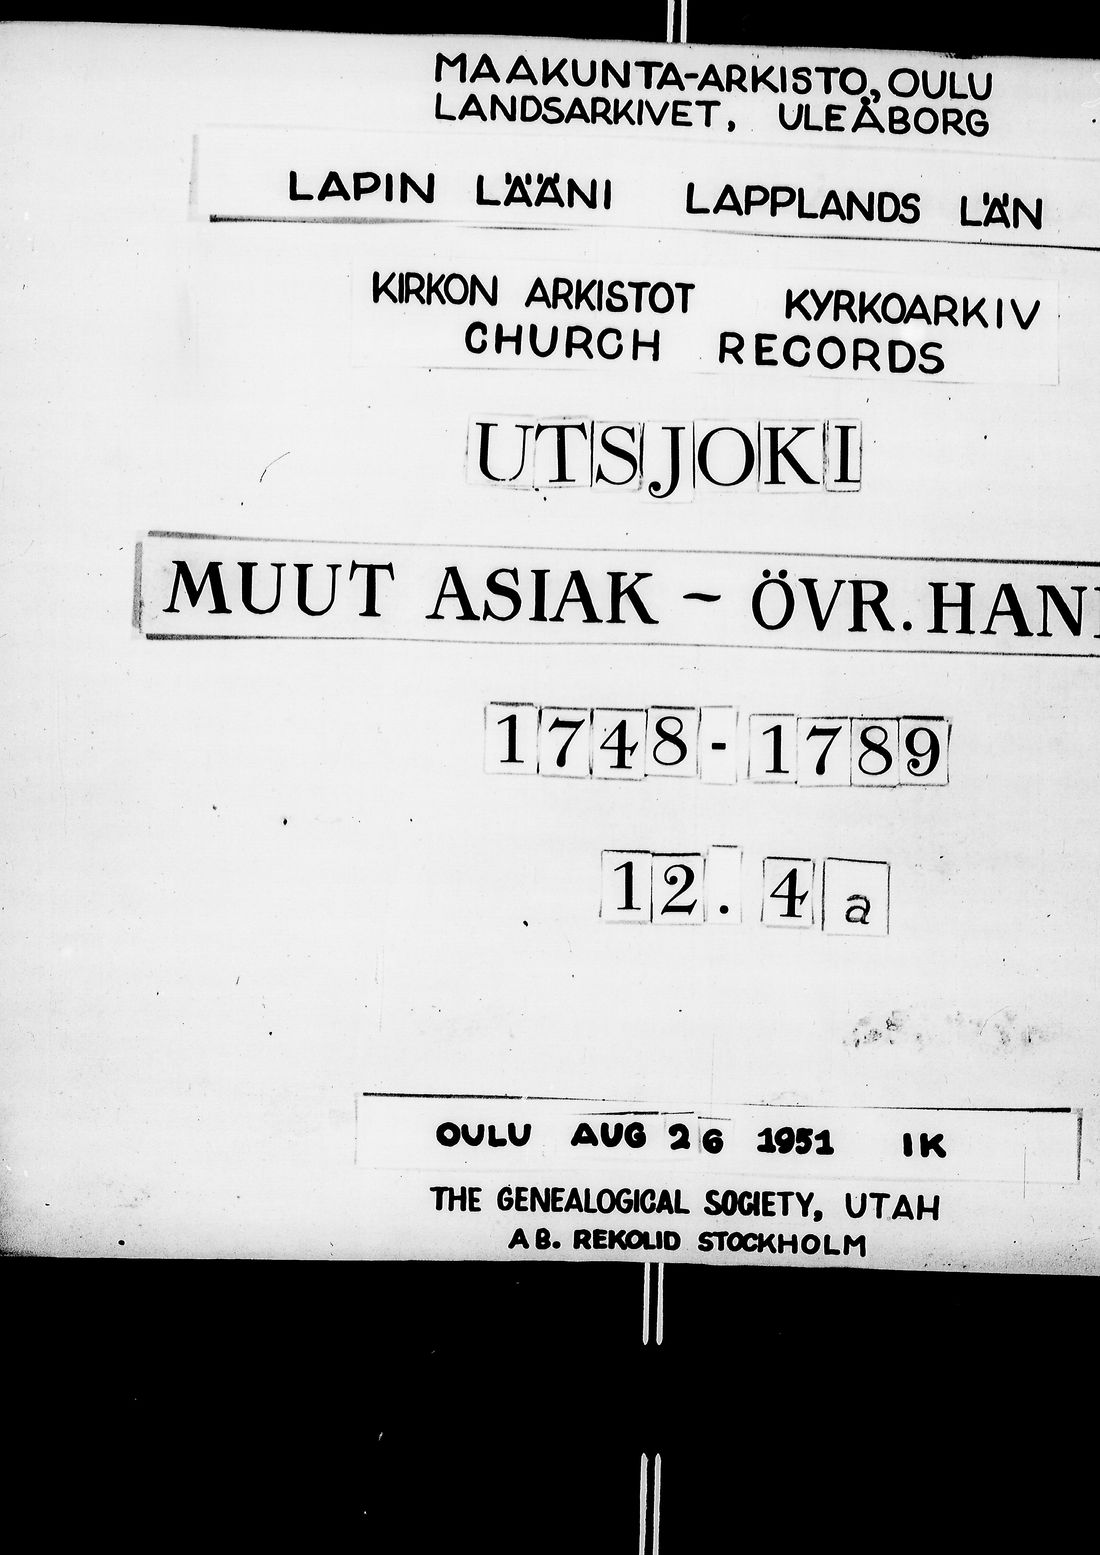 MAAKUNTA-ARKISTO, OULU
LANDSARKIVET, ULEÅBORG
LAPIN LÄÄNI LAPPLANDS LÄN
KIRKON ARKISTOT KYRKOARKIV
CHURCH RECORDS
UTSJOKI
MUUT ASIAK - ÖVR. HAN
1748-1789
12. 4a
OULU AUG 26 1951 IK
THE GENEALOGICAL SOCIETY, UTAH
AB. REKOLID STOCKHOLM